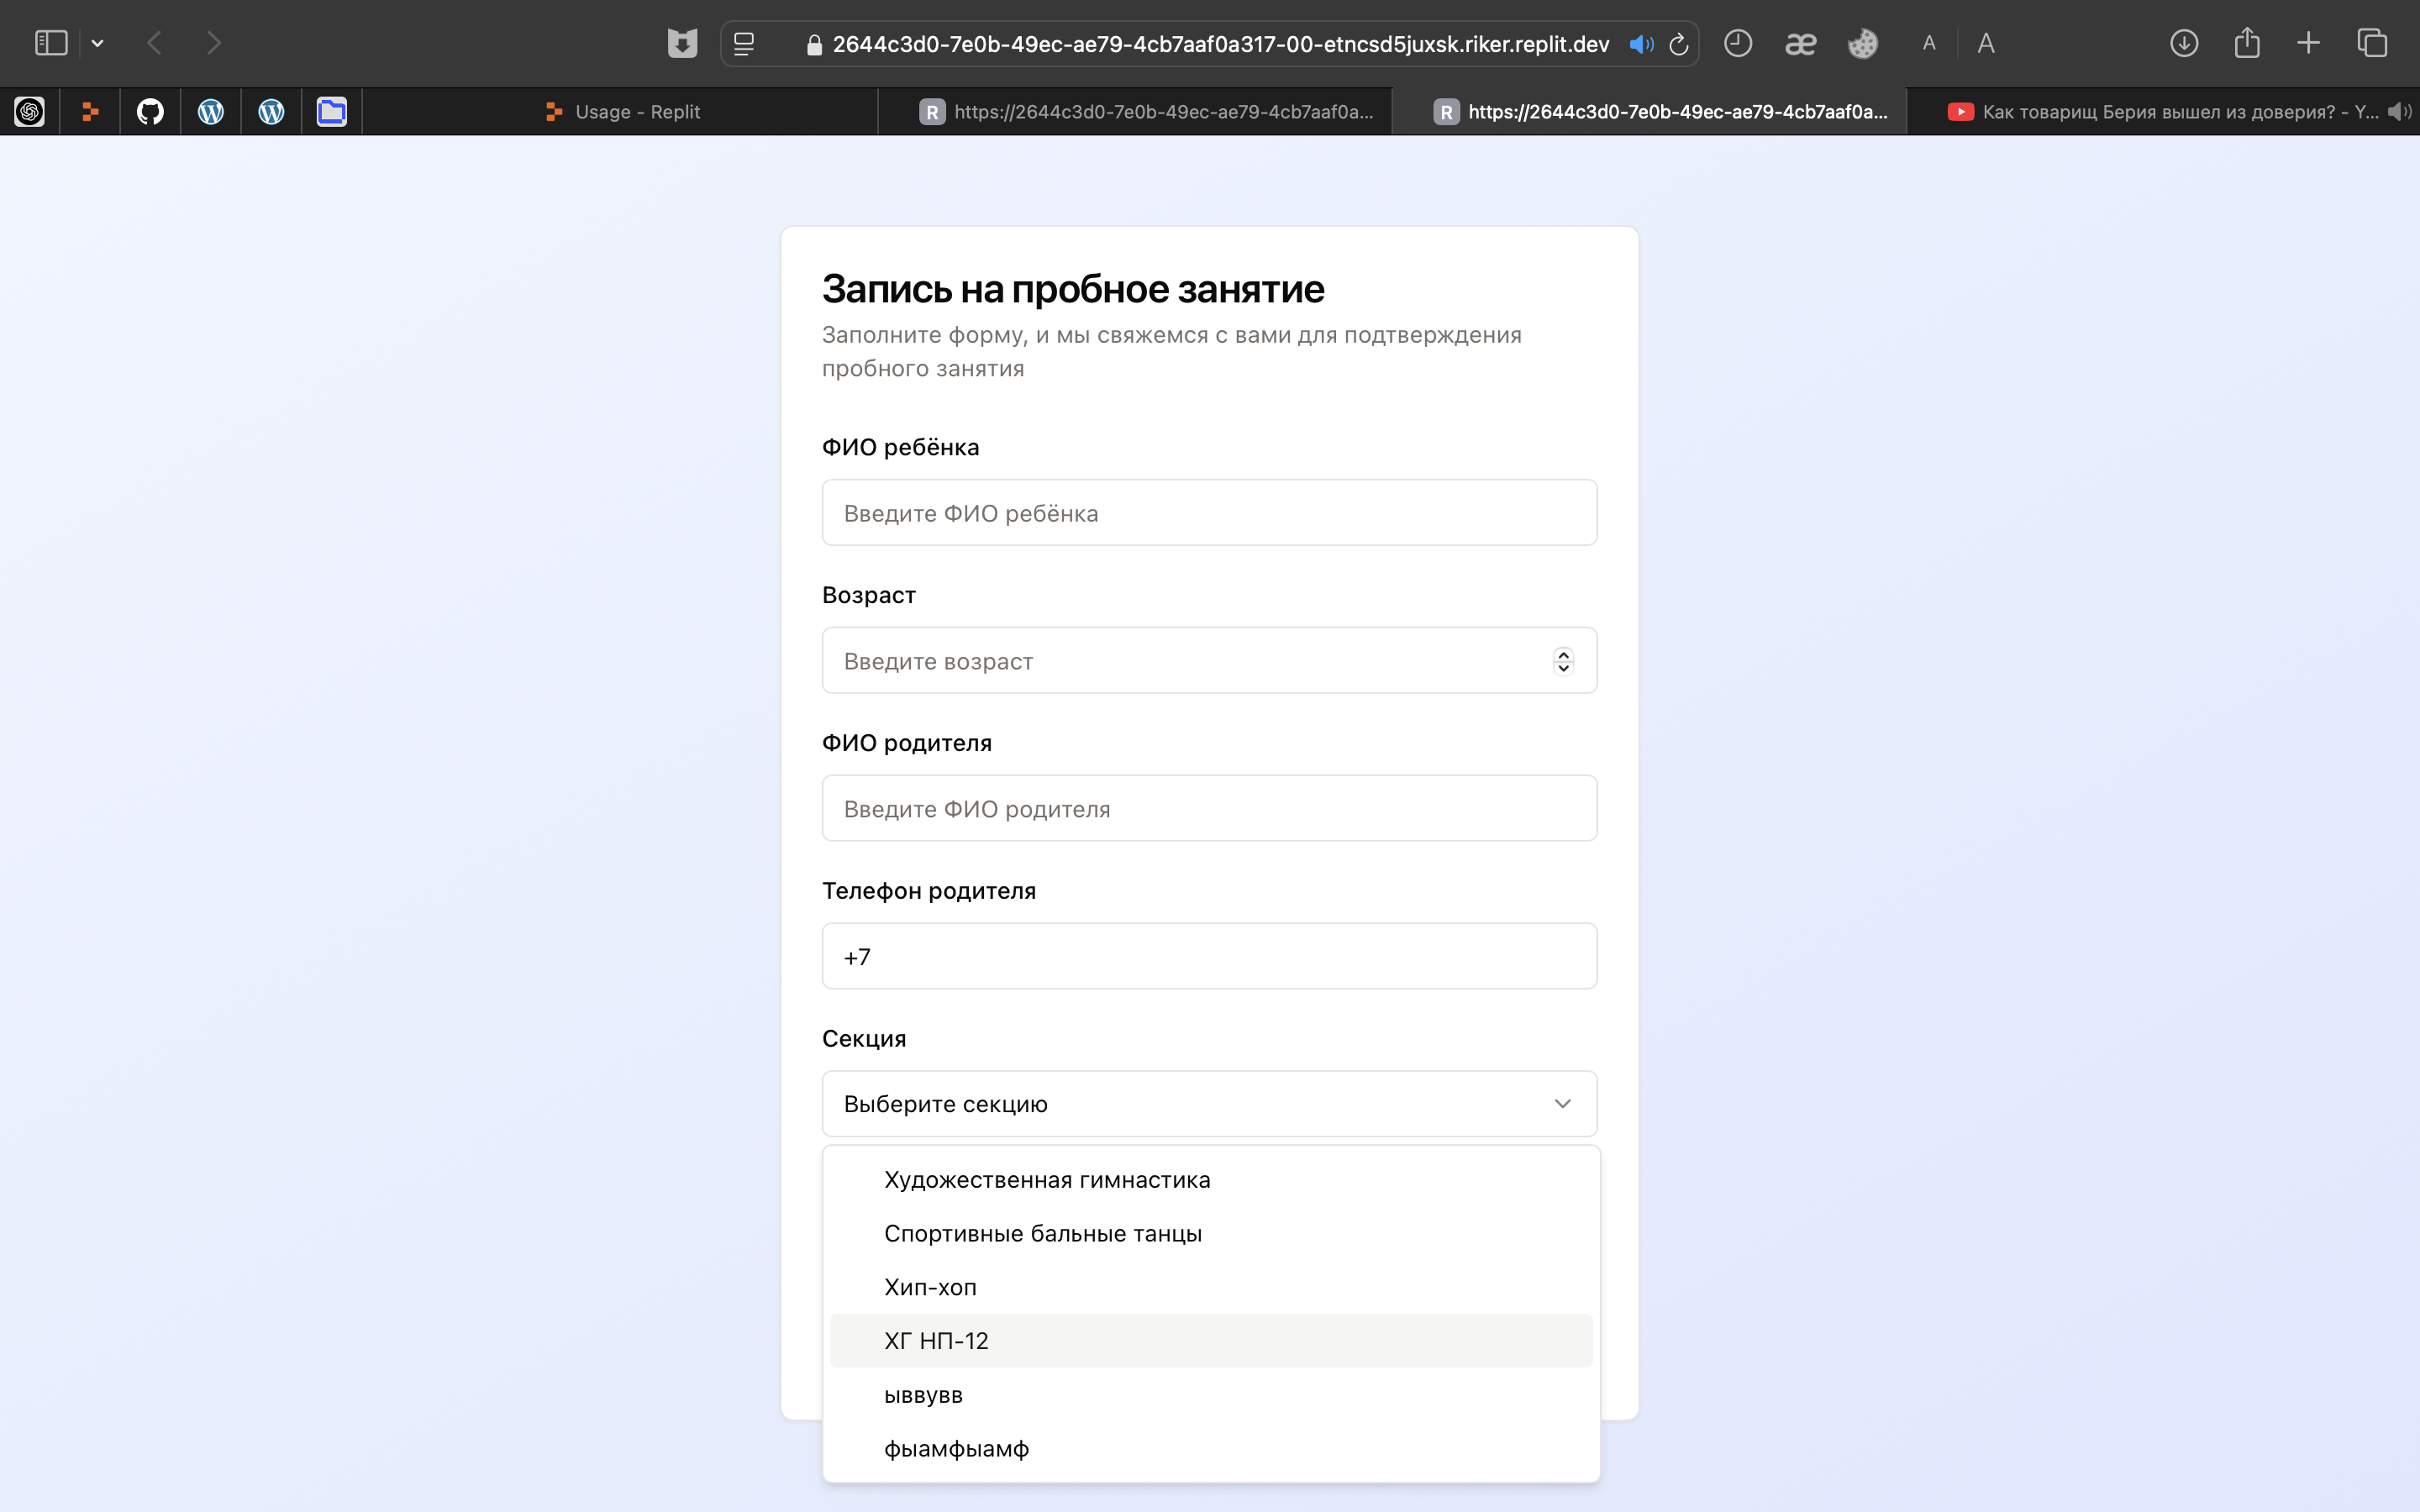 2644c3d0-7e0b-49ec-ae79-4cb7aaf0a317-00-etncsd5juxsk.riker.replit.dev
æ
A
A
Usage - Replit
R https://2644c3d0-7e0b-49ec-ae79-4cb7aaf0a...
R https://2644c3d0-7e0b-49ec-ae79-4cb7aaf0a...
Как товарищ Берия вышел из доверия? - Y...
Запись на пробное занятие
Заполните форму, и мы свяжемся с вами для подтверждения
пробного занятия
ФИО ребёнка
Введите ФИО ребёнка
Возраст
Введите возраст
ФИО родителя
Введите ФИО родителя
Телефон родителя
+7
Секция
Выберите секцию
Художественная гимнастика
Спортивные бальные танцы
Хип-хоп
ХГ НП-12
ыввувв
фыамфыамф